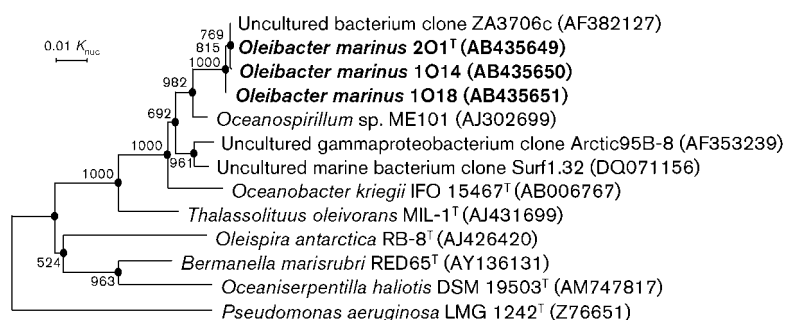 Uncultured bacterium clone ZA3706c (AF382127)
769
0.01 Knuc
815
Oleibacter marinus 2O1T (AB435649)
1000
Oleibacter marinus 1O14 (AB435650)
982
Oleibacter marinus 1O18 (AB435651)
692
Oceanospirillum sp. ME101 (AJ302699)
1000
Uncultured gammaproteobacterium clone Arctic95B-8 (AF353239)
961
Uncultured marine bacterium clone Surf1.32 (DQ071156)
1000
Oceanobacter kriegii IFO 15467T (AB006767)
Thalassolituus oleivorans MIL-1T (AJ431699)
Oleispira antarctica RB-8T (AJ426420)
524
Bermanella marisrubri RED65T (AY136131)
963
Oceaniserpentilla haliotis DSM 19503T (AM747817)
Pseudomonas aeruginosa LMG 1242T (Z76651)